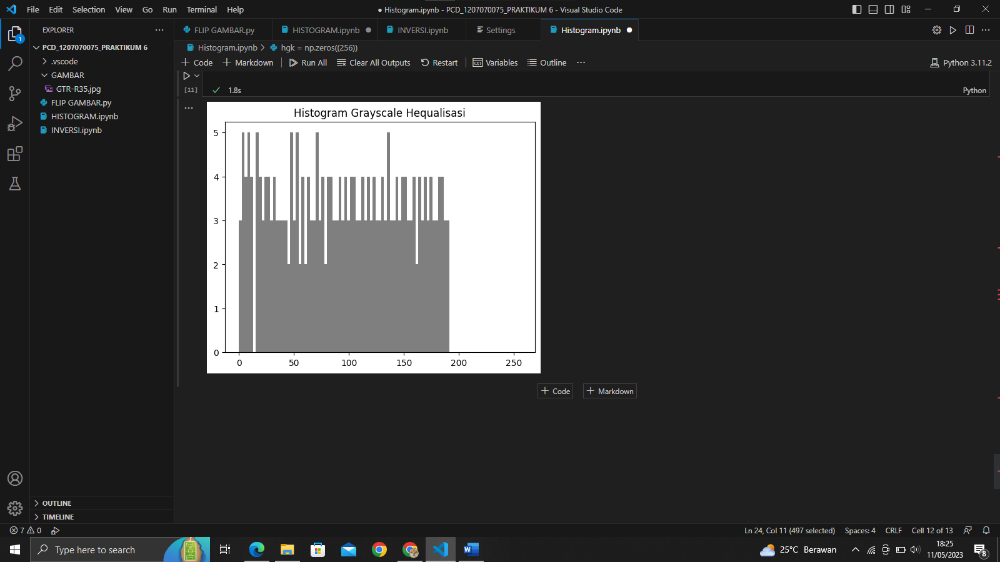 File Edit Selection View Go Run Terminal Help
● Histogram.ipynb - PCD_1207070075_PRAKTIKUM 6 - Visual Studio Code
EXPLORER
FLIP GAMBAR.py
HISTOGRAM.ipynb
INVERSI.ipynb
Settings
Histogram.ipynb
1
PCD_1207070075_PRAKTIKUM 6
.vscode
GAMBAR
GTR-R35.jpg
FLIP GAMBAR.py
HISTOGRAM.ipynb
INVERSI.ipynb
OUTLINE
TIMELINE
Histogram.ipynb > hgk = np.zeros((256))
+ Code + Markdown | Run All Clear All Outputs Restart | Variables Outline ...
Python 3.11.2
[11]
1.8s
Python
Histogram Grayscale Hequalisasi
5
4
3
2
1
0
0 50 100 150 200 250
+ Code + Markdown
7 0
Ln 24, Col 11 (497 selected) Spaces: 4 CRLF Cell 12 of 13
Type here to search
25°C Berawan
18:25
11/05/2023
8